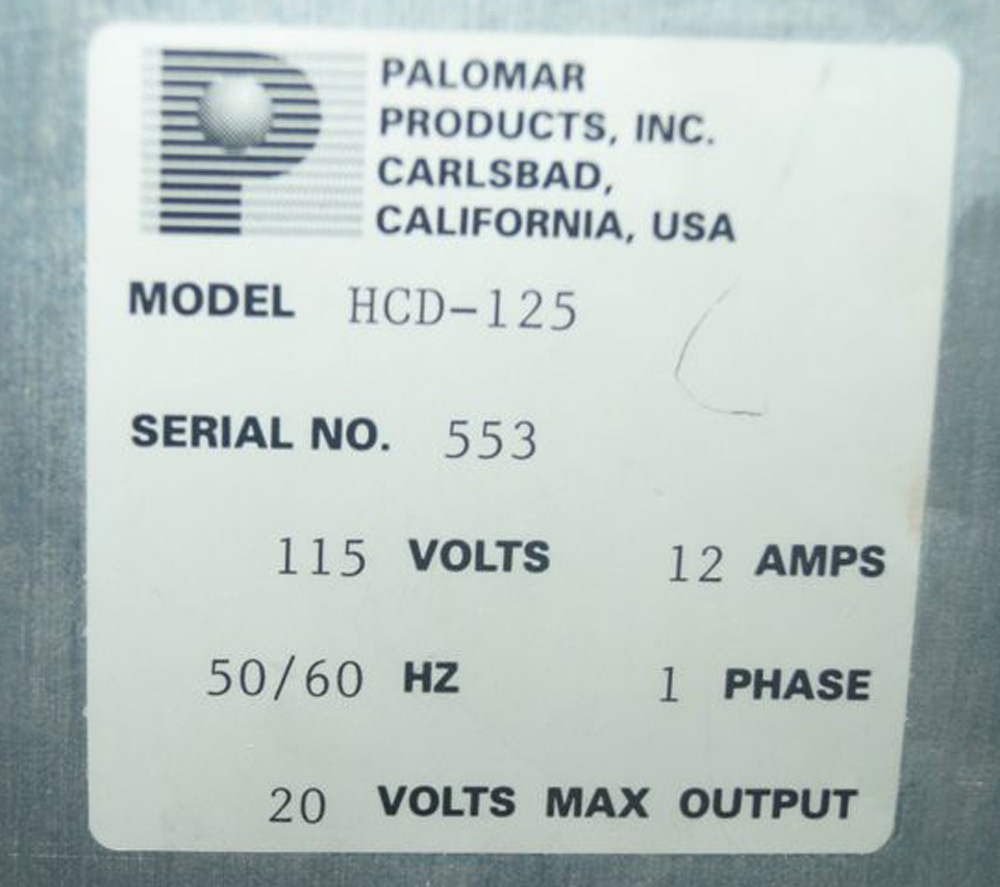 PALOMAR
PRODUCTS, INC.
CARLSBAD,
CALIFORNIA, USA
MODEL HCD-125
SERIAL NO. 553
115 VOLTS 12 AMPS
50/60 HZ 1 PHASE
20 VOLTS MAX OUTPUT